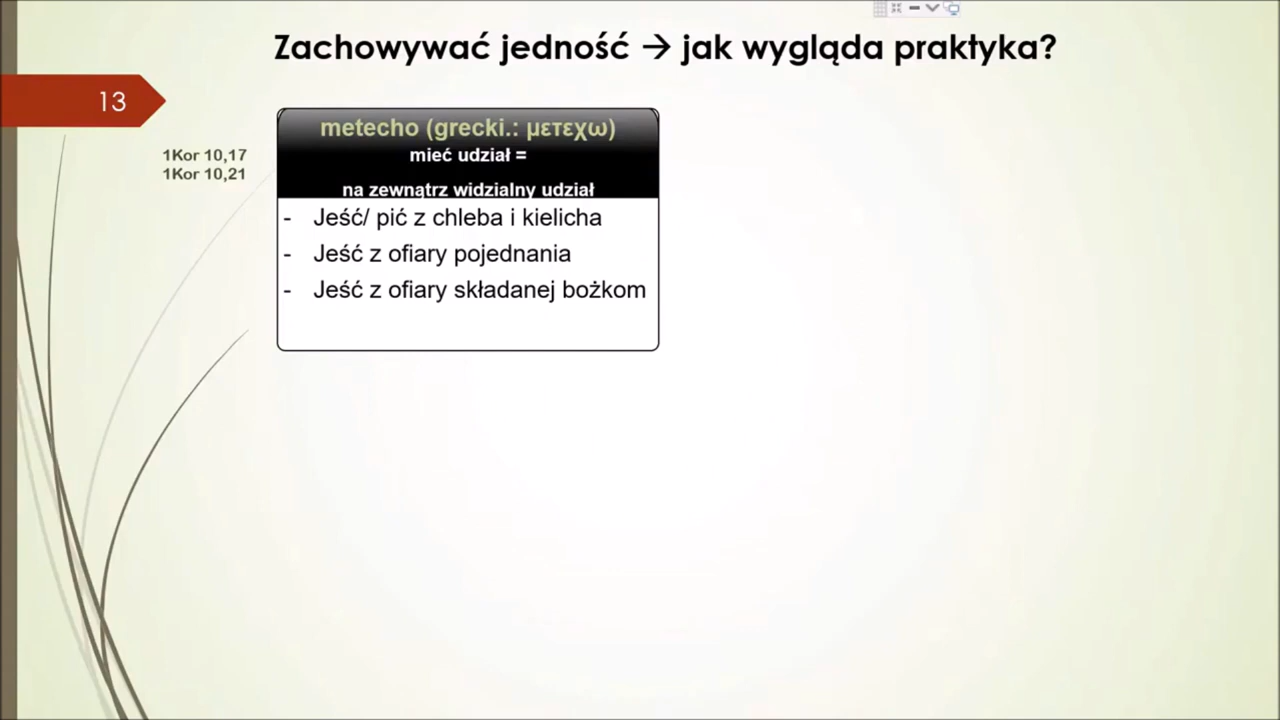 Zachowywać jedność → jak wygląda praktyka?
13
1Kor 10,17
1Kor 10,21
metecho (grecki.: μετεχω)
mieć udział =
na zewnątrz widzialny udział
- Jeść/ pić z chleba i kielicha
- Jeść z ofiary pojednania
- Jeść z ofiary składanej bożkom